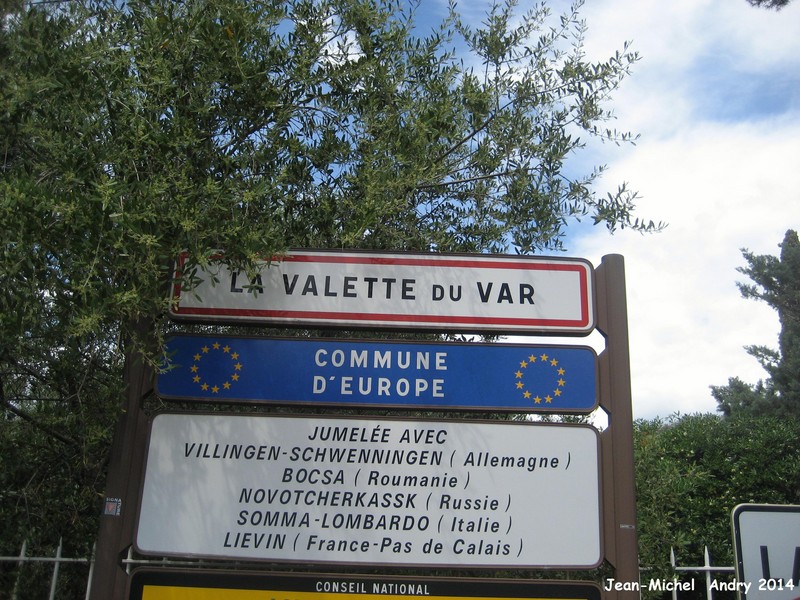 LA VALETTE DU VAR
COMMUNE
D'EUROPE
JUMELÉE AVEC
VILLINGEN-SCHWENNINGEN ( Allemagne )
BOCSA ( Roumanie )
NOVOTCHERKASSK ( Russie )
SOMMA-LOMBARDO ( Italie )
LIEVIN ( France-Pas de Calais )
CONSEIL NATIONAL
Jean-Michel Andry 2014